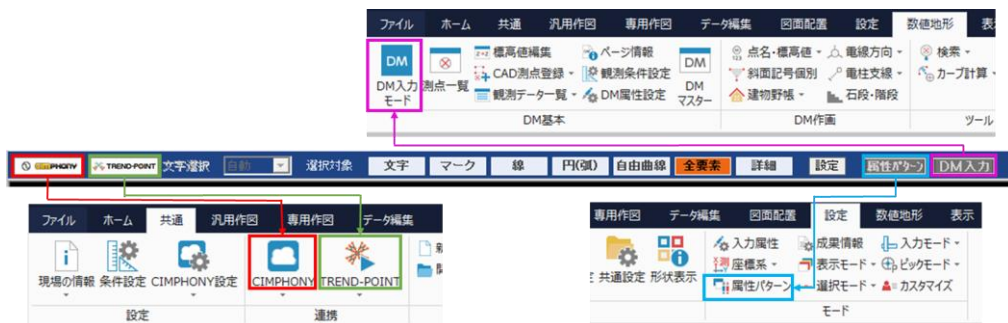 ファイル ホーム 共通 汎用作図 専用作図 データ編集 図面配置 設定 数値地形
DM 標高値編集 ページ情報 DM 点名・標高値 電線方向 検索
DM入力モード 測点一覧 CAD測点登録 観測条件設定 DMマスター 斜面記号個別 電柱支線 カーブ計算
観測データ一覧 DM属性設定 建物野帳 石段・階段
DM基本 DM作画 ツール
CIMPHONY TREND-POINT 文字選択 自動 選択対象 文字 マーク 線 円(弧) 自由曲線 全要素 詳細 設定 属性パターン DM入力
ファイル ホーム 共通 汎用作図 専用作図 データ編集
現場の情報 条件設定 CIMPHONY設定 CIMPHONY TREND-POINT
設定 連携
専用作図 データ編集 図面配置 設定 数値地形 表示
共通設定 形状表示 入力属性 成果情報 入力モード
座標系 表示モード ピックモード
属性パターン 選択モード カスタマイズ
モード